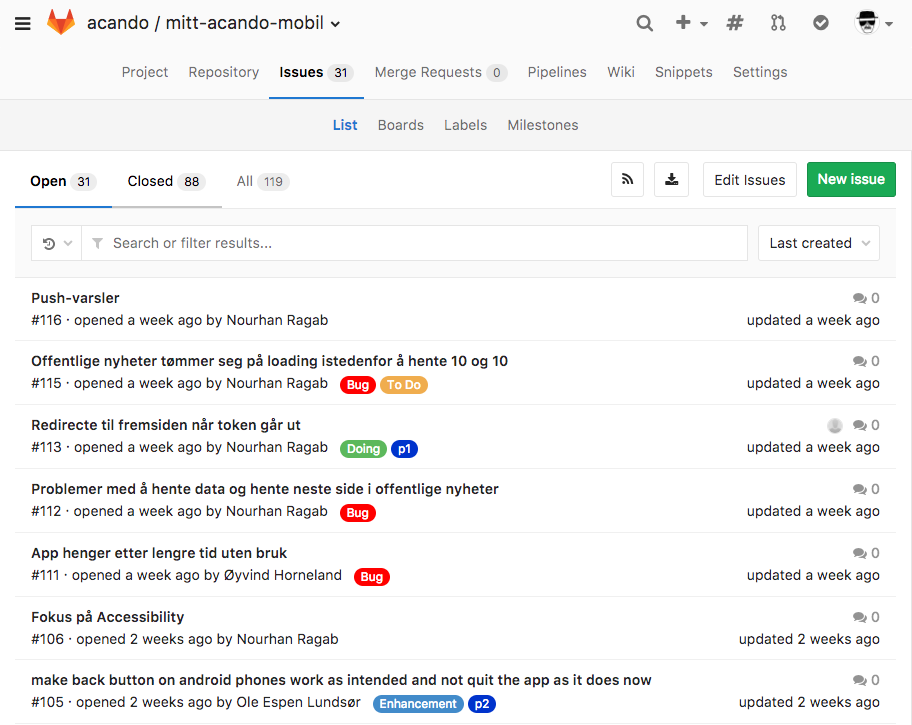 acando / mitt-acando-mobil
Project Repository Issues 31 Merge Requests 0 Pipelines Wiki Snippets Settings
List Boards Labels Milestones
Open 31 Closed 88 All 119 Edit Issues New issue
Search or filter results... Last created
Push-varsler 0
#116 · opened a week ago by Nourhan Ragab updated a week ago
Offentlige nyheter tømmer seg på loading istedenfor å hente 10 og 10 0
#115 · opened a week ago by Nourhan Ragab Bug To Do updated a week ago
Redirecte til fremsiden når token går ut 0
#113 · opened a week ago by Nourhan Ragab Doing p1 updated a week ago
Problemer med å hente data og hente neste side i offentlige nyheter 0
#112 · opened a week ago by Nourhan Ragab Bug updated a week ago
App henger etter lengre tid uten bruk 0
#111 · opened a week ago by Øyvind Horneland Bug updated a week ago
Fokus på Accessibility 0
#106 · opened 2 weeks ago by Nourhan Ragab updated 2 weeks ago
make back button on android phones work as intended and not quit the app as it does now 0
#105 · opened 2 weeks ago by Ole Espen Lundsør Enhancement p2 updated 2 weeks ago